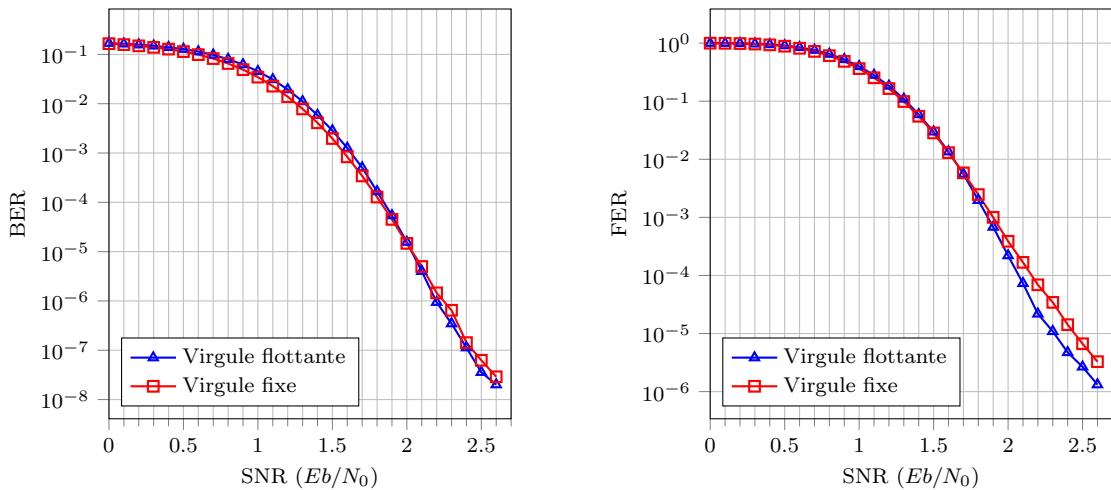 10⁻¹
10⁻²
10⁻³
10⁻⁴
10⁻⁵
10⁻⁶
10⁻⁷
10⁻⁸
BER
Virgule flottante
Virgule fixe
0 0.5 1 1.5 2 2.5
SNR (Eb/N₀)
10⁰
10⁻¹
10⁻²
10⁻³
10⁻⁴
10⁻⁵
10⁻⁶
FER
Virgule flottante
Virgule fixe
0 0.5 1 1.5 2 2.5
SNR (Eb/N₀)